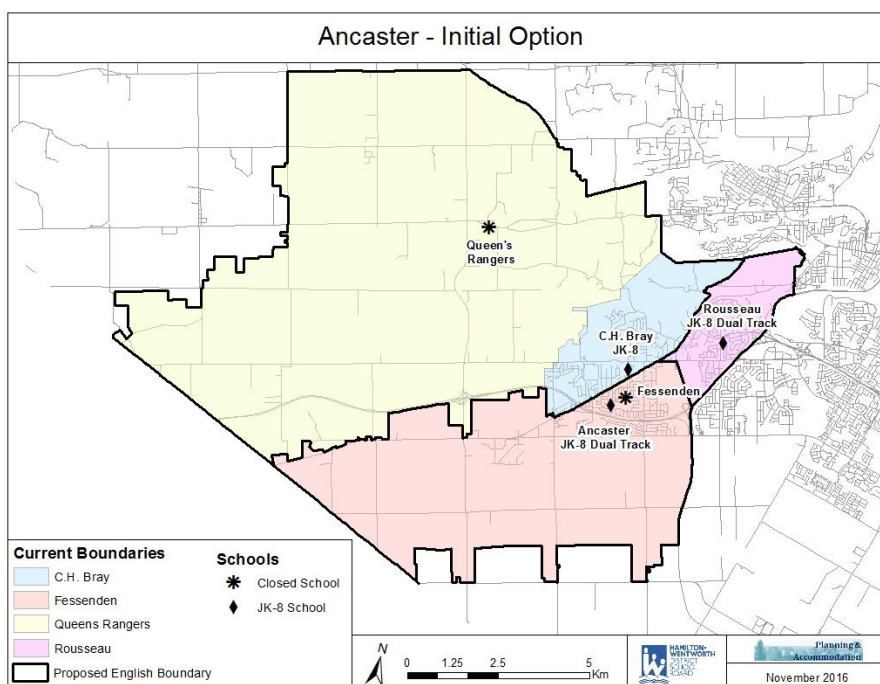 Ancaster - Initial Option
Queen's
Rangers
Rousseau
JK-8 Dual Track
C.H. Bray
JK-8
Fessenden
Ancaster
JK-8 Dual Track
Current Boundaries
C.H. Bray
Fessenden
Queens Rangers
Rousseau
Proposed English Boundary
Schools
Closed School
JK-8 School
N
0 1.25 2.5 5
Km
HAMILTON-
WENTWORTH
DISTRICT
SCHOOL
BOARD
Planning &
Accommodation
November 2016